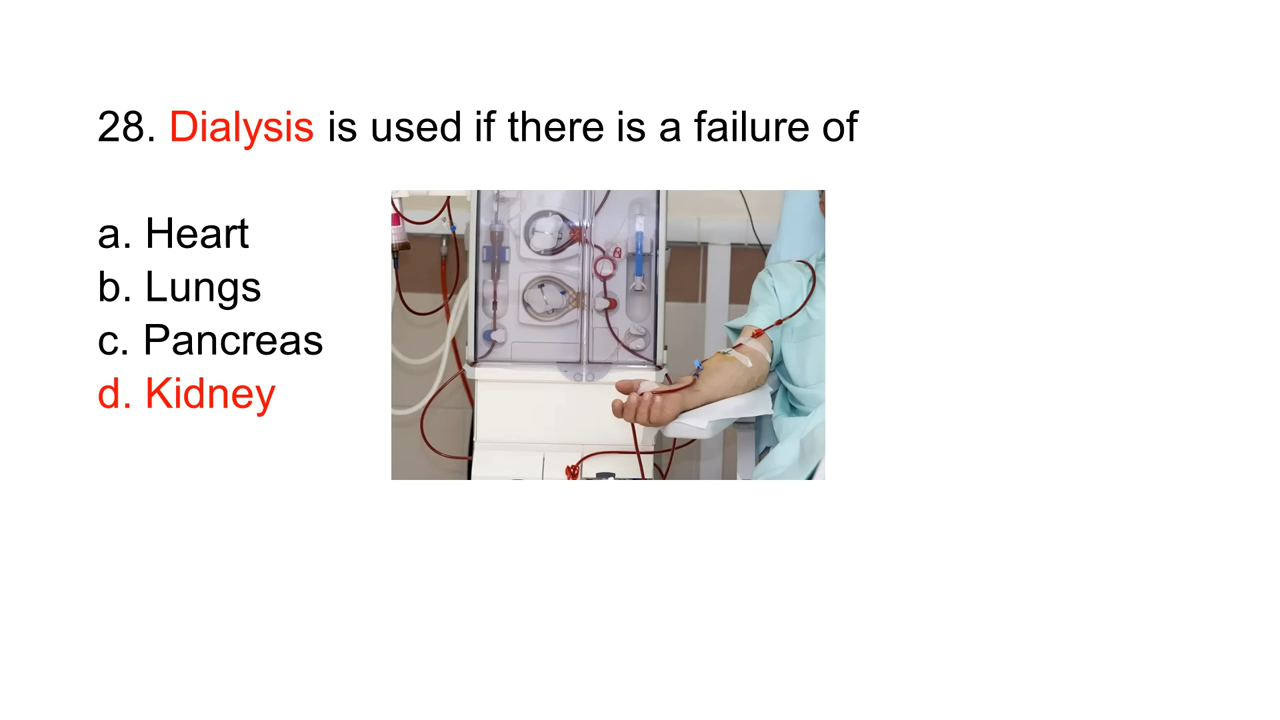 28. Dialysis is used if there is a failure of
a. Heart
b. Lungs
c. Pancreas
d. Kidney